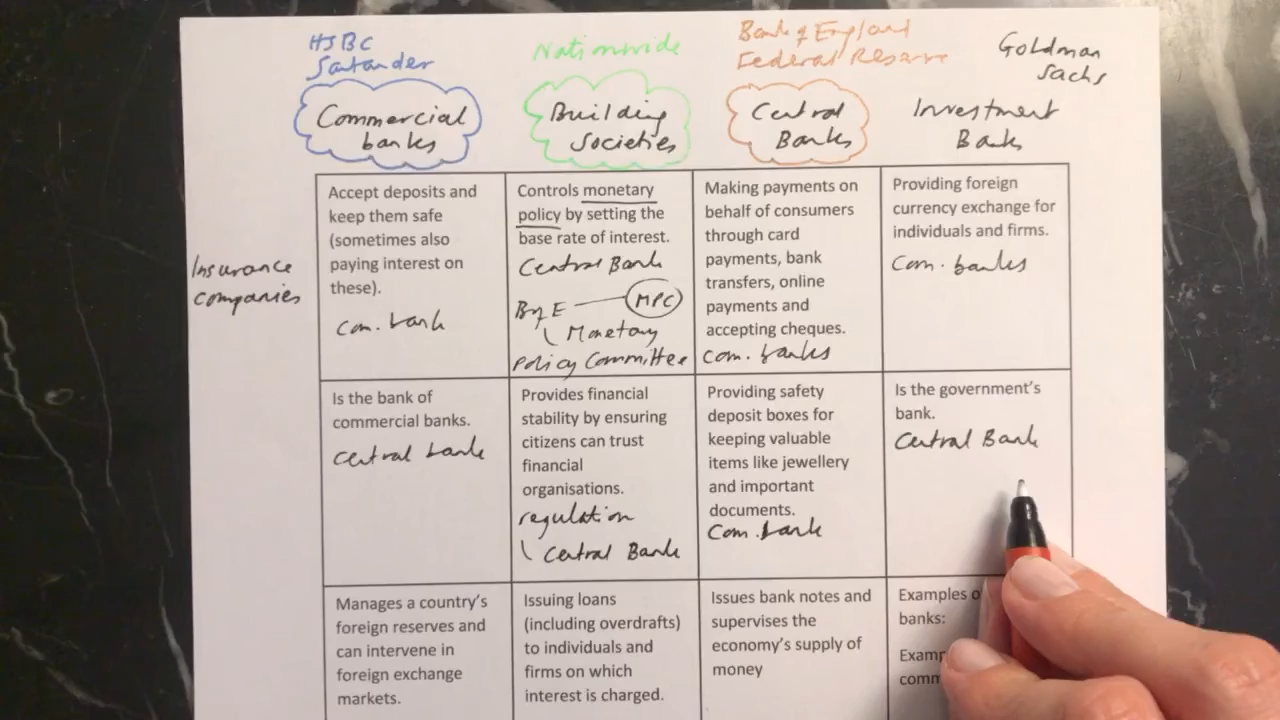 HSBC
Santander
Nationwide
Bank of England
Federal Reserve
Goldman
Sachs
Commercial
banks
Building
Societies
Central
Banks
Investment
Bank
Insurance
companies
Accept deposits and
keep them safe
(sometimes also
paying interest on
these).
com. bank
Controls monetary
policy by setting the
base rate of interest.
Central Bank
BofE MPC
Monetary
Policy Committee
Making payments on
behalf of consumers
through card
payments, bank
transfers, online
payments and
accepting cheques.
com. banks
Providing foreign
currency exchange for
individuals and firms.
Com. banks
Is the bank of
commercial banks.
central bank
Provides financial
stability by ensuring
citizens can trust
financial
organisations.
regulation
Central Bank
Providing safety
deposit boxes for
keeping valuable
items like jewellery
and important
documents.
Com. bank
Is the government's
bank.
Central Bank
Manages a country's
foreign reserves and
can intervene in
foreign exchange
markets.
Issuing loans
(including overdrafts)
to individuals and
firms on which
interest is charged.
Issues bank notes and
supervises the
economy's supply of
money
Examples
banks: